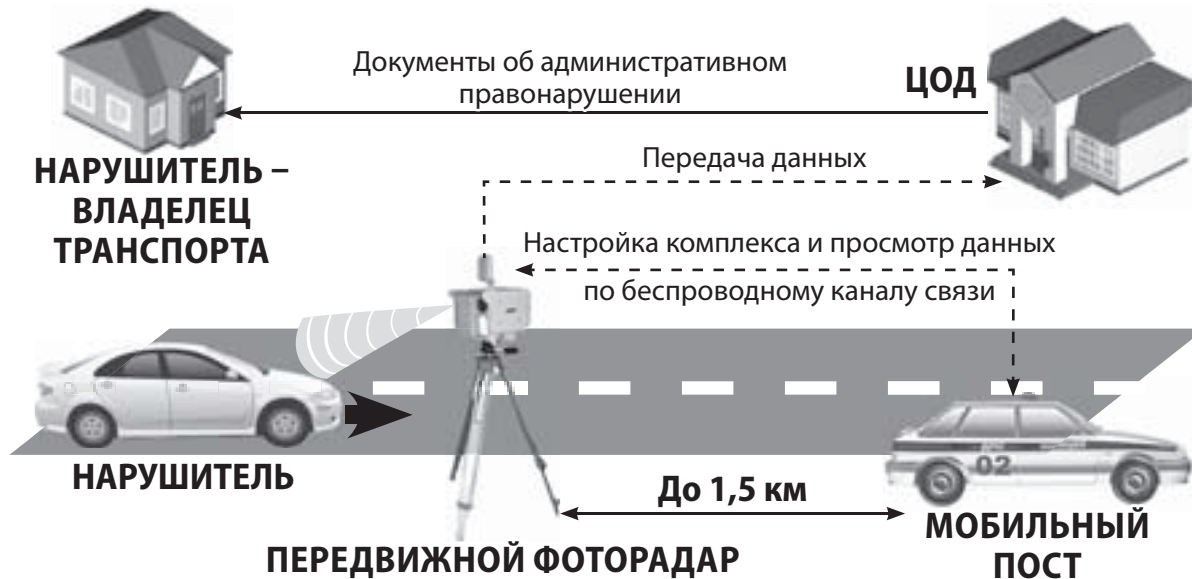 Документы об административном
правонарушении
ЦОД
НАРУШИТЕЛЬ –
ВЛАДЕЛЕЦ
ТРАНСПОРТА
Передача данных
Настройка комплекса и просмотр данных
по беспроводному каналу связи
НАРУШИТЕЛЬ
02
До 1,5 км
МОБИЛЬНЫЙ
ПОСТ
ПЕРЕДВИЖНОЙ ФОТОРАДАР